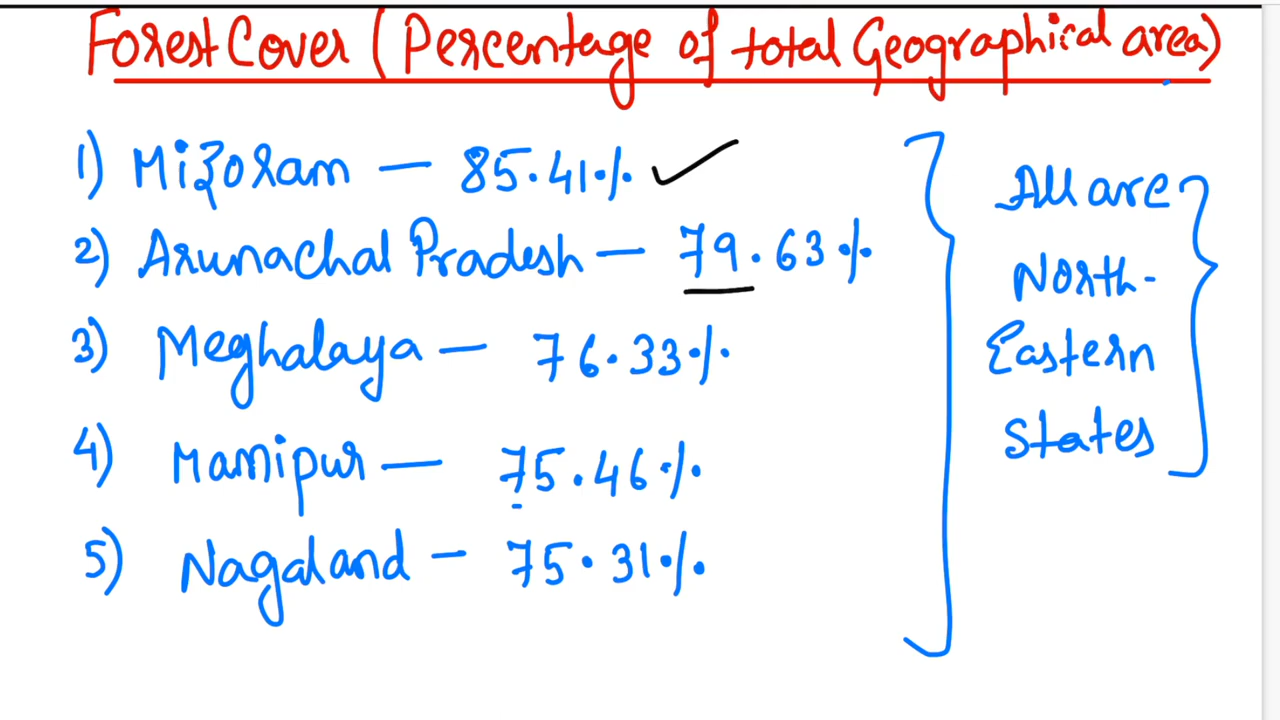 Forest Cover (Percentage of total Geographical area)
1) Mizoram — 85.41%
2) Arunachal Pradesh — 79.63%
3) Meghalaya — 76.33%
4) Manipur — 75.46%
5) Nagaland — 75.31%
All are
North-
Eastern
States